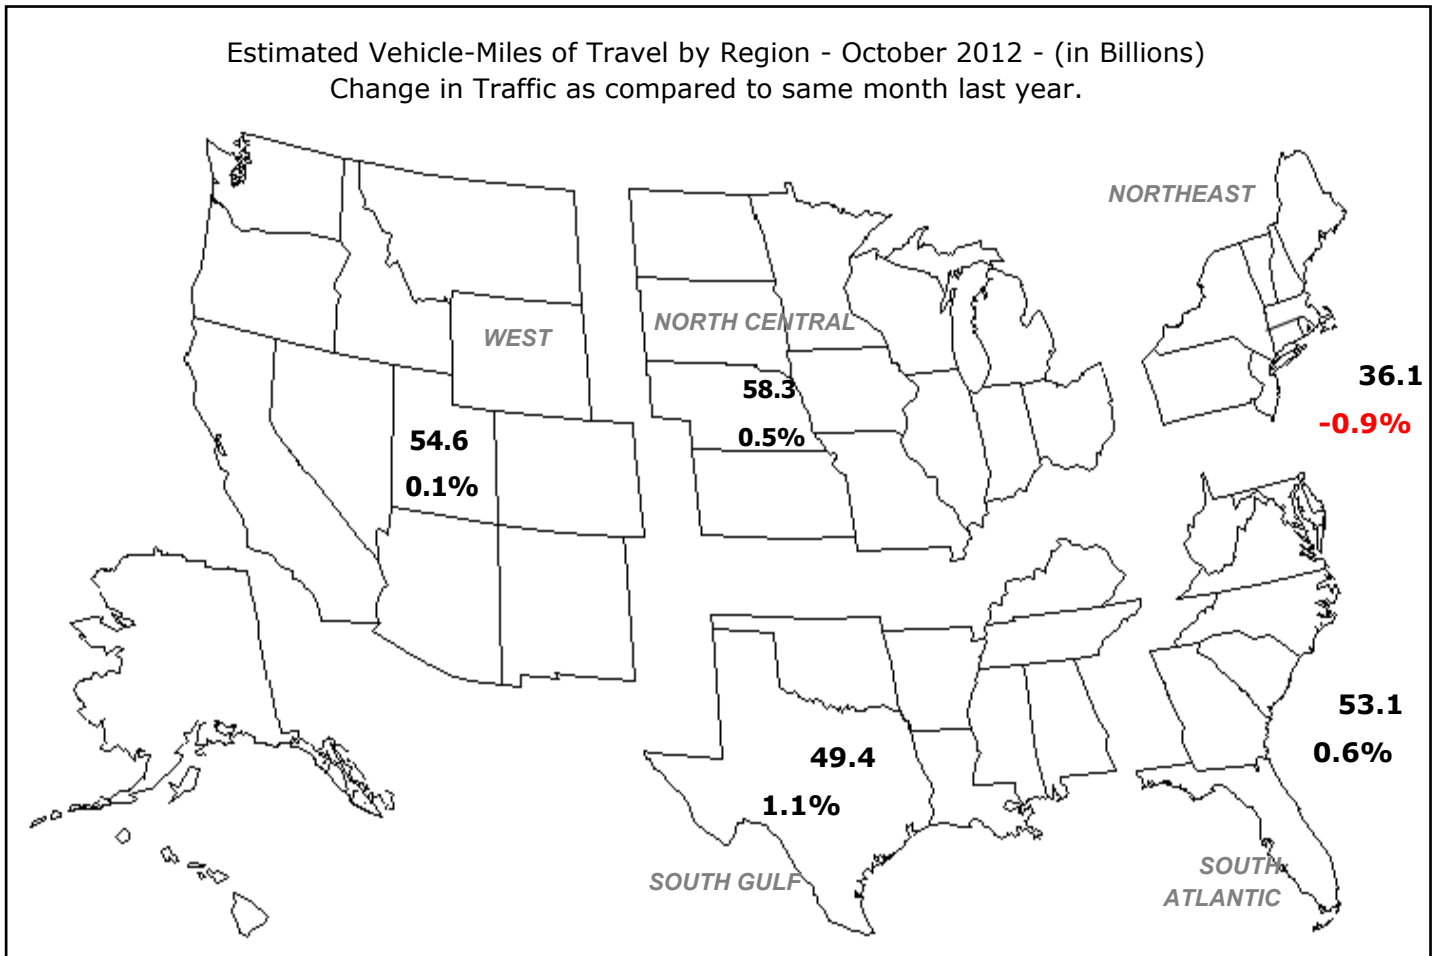 Estimated Vehicle-Miles of Travel by Region - October 2012 - (in Billions)
Change in Traffic as compared to same month last year.
NORTHEAST
36.1
-0.9%
WEST
54.6
0.1%
NORTH CENTRAL
58.3
0.5%
49.4
1.1%
SOUTH GULF
53.1
0.6%
SOUTH
ATLANTIC